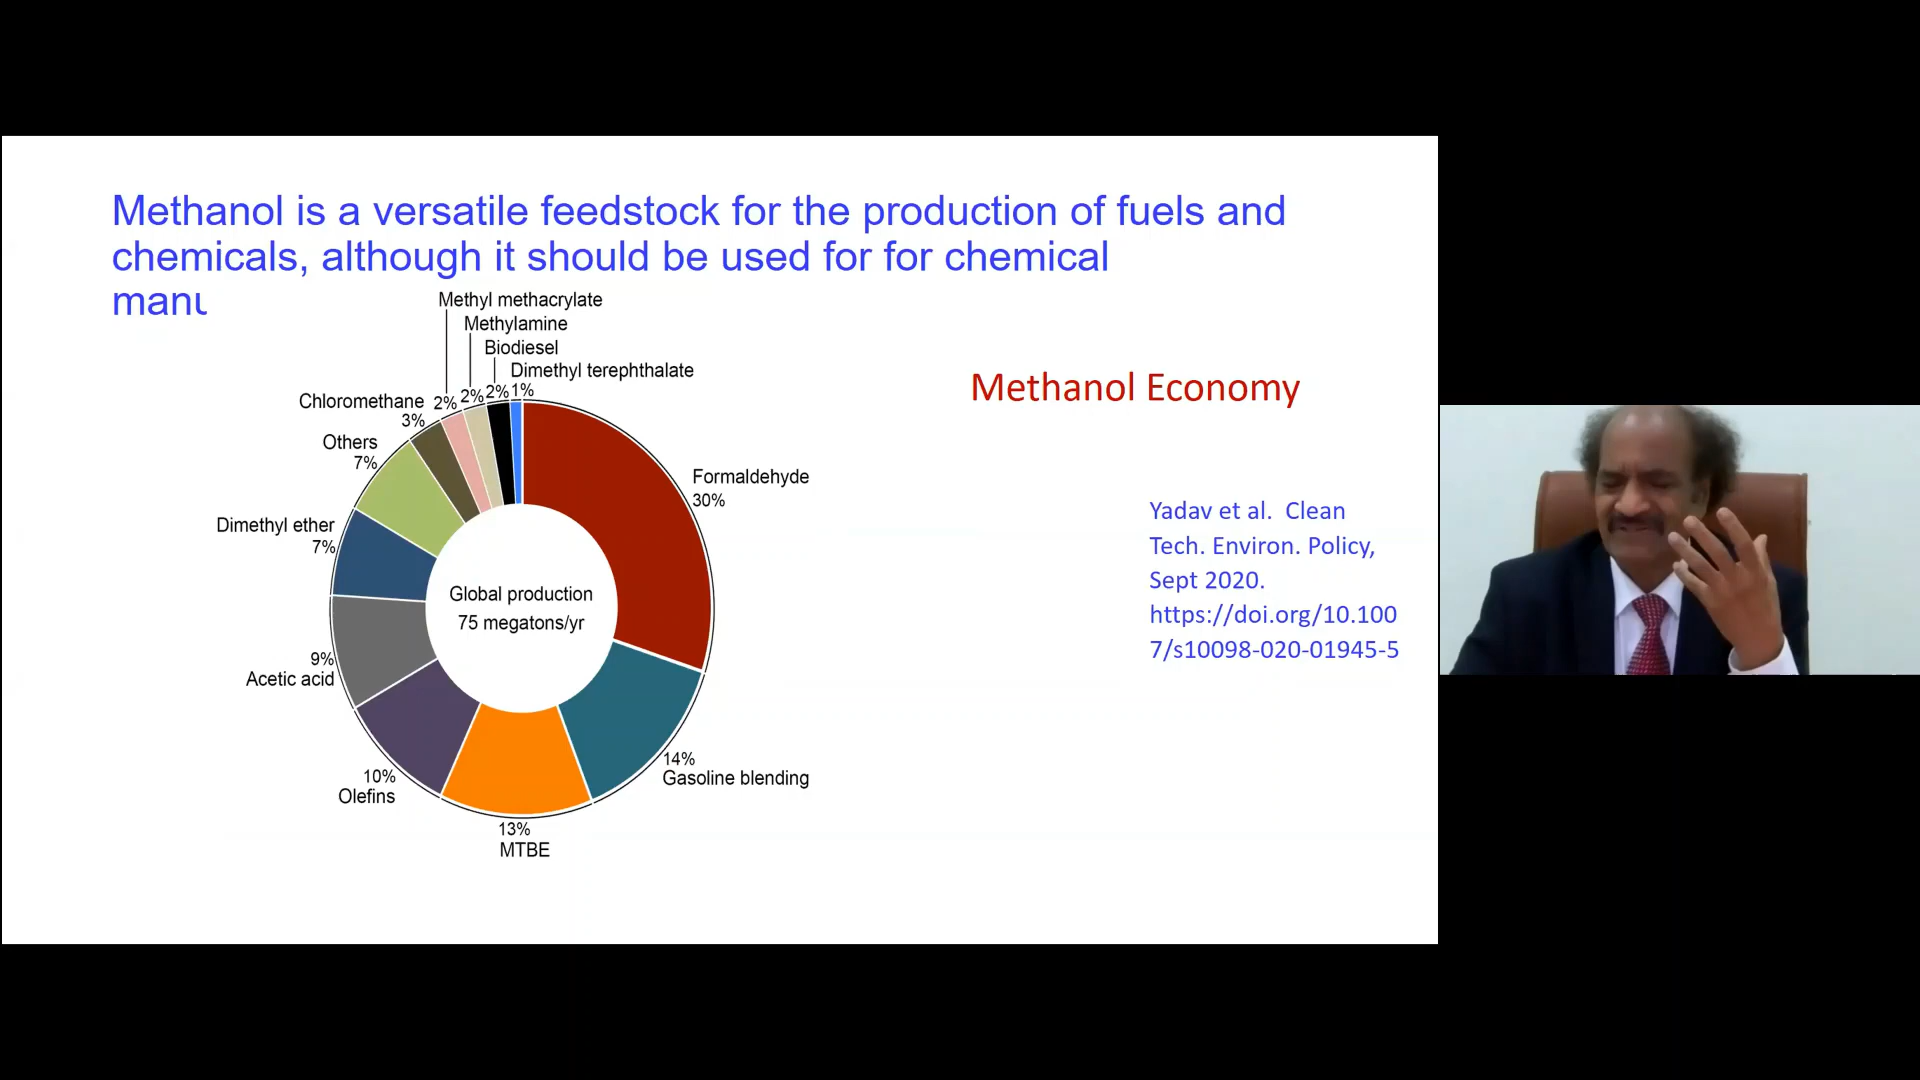 Methanol is a versatile feedstock for the production of fuels and
chemicals, although it should be used for for chemical
Methyl methacrylate
Methylamine
Biodiesel
Dimethyl terephthalate
Chloromethane
3%
2%
2%
2%
1%
Others
7%
Dimethyl ether
7%
9%
Acetic acid
10%
Olefins
13%
MTBE
14%
Gasoline blending
Formaldehyde
30%
Global production
75 megatons/yr
Methanol Economy
Yadav et al. Clean
Tech. Environ. Policy,
Sept 2020.
https://doi.org/10.100
7/s10098-020-01945-5